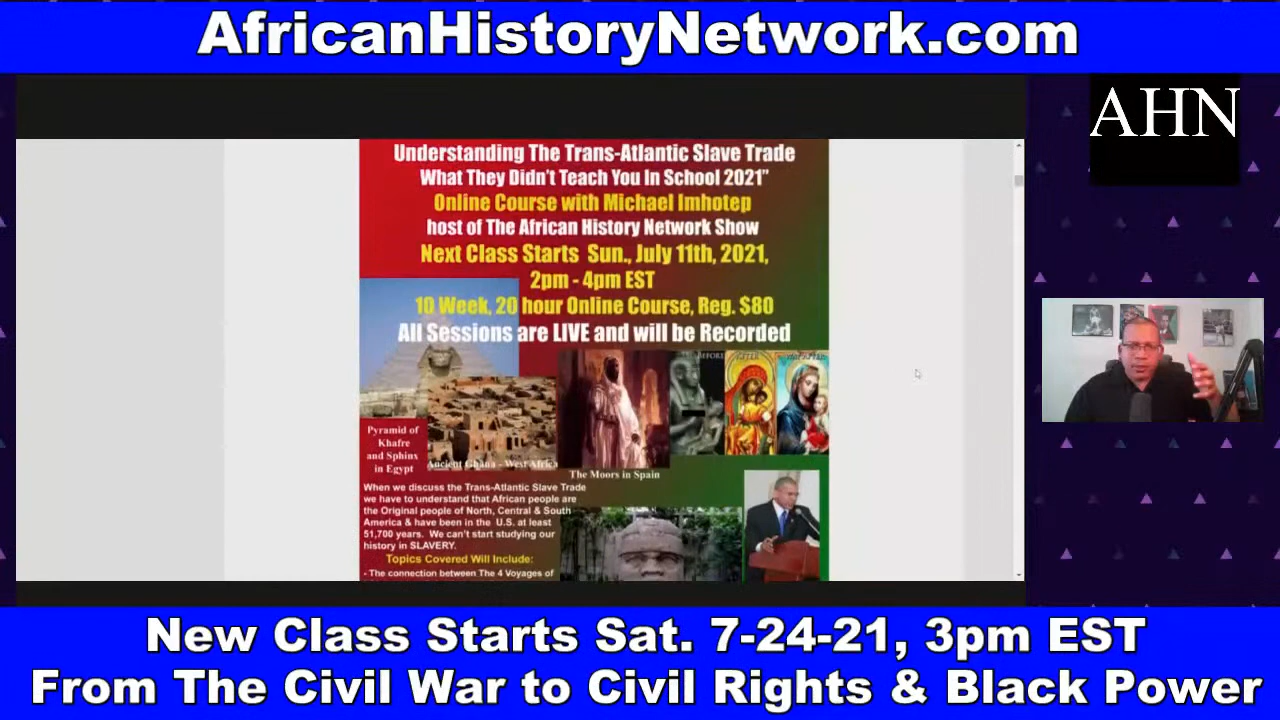 AfricanHistoryNetwork.com
AHN
Understanding The Trans-Atlantic Slave Trade
What They Didn't Teach You In School 2021"
Online Course with Michael Imhotep
host of The African History Network Show
Next Class Starts Sun., July 11th, 2021,
2pm - 4pm EST
10 Week, 20 hour Online Course, Reg. $80
All Sessions are LIVE and will be Recorded
BEFORE
AFTER
Pyramid of
Khafre
and Sphinx
in Egypt
Ancient Ghana - West Africa
The Moors in Spain
When we discuss the Trans-Atlantic Slave Trade
we have to understand that African people are
the Original people of North, Central & South
America & have been in the U.S. at least
51,700 years. We can't start studying our
history in SLAVERY.
Topics Covered Will Include:
- The connection between The 4 Voyages of
New Class Starts Sat. 7-24-21, 3pm EST
From The Civil War to Civil Rights & Black Power